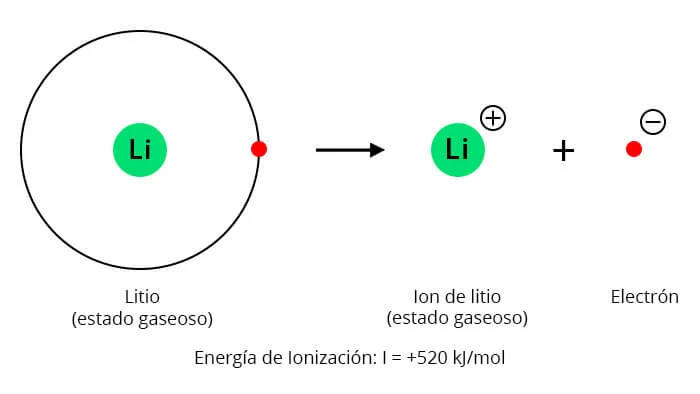 Li
Li
+
Litio
(estado gaseoso)
Ion de litio
(estado gaseoso)
Electrón
Energía de Ionización: I = +520 kJ/mol